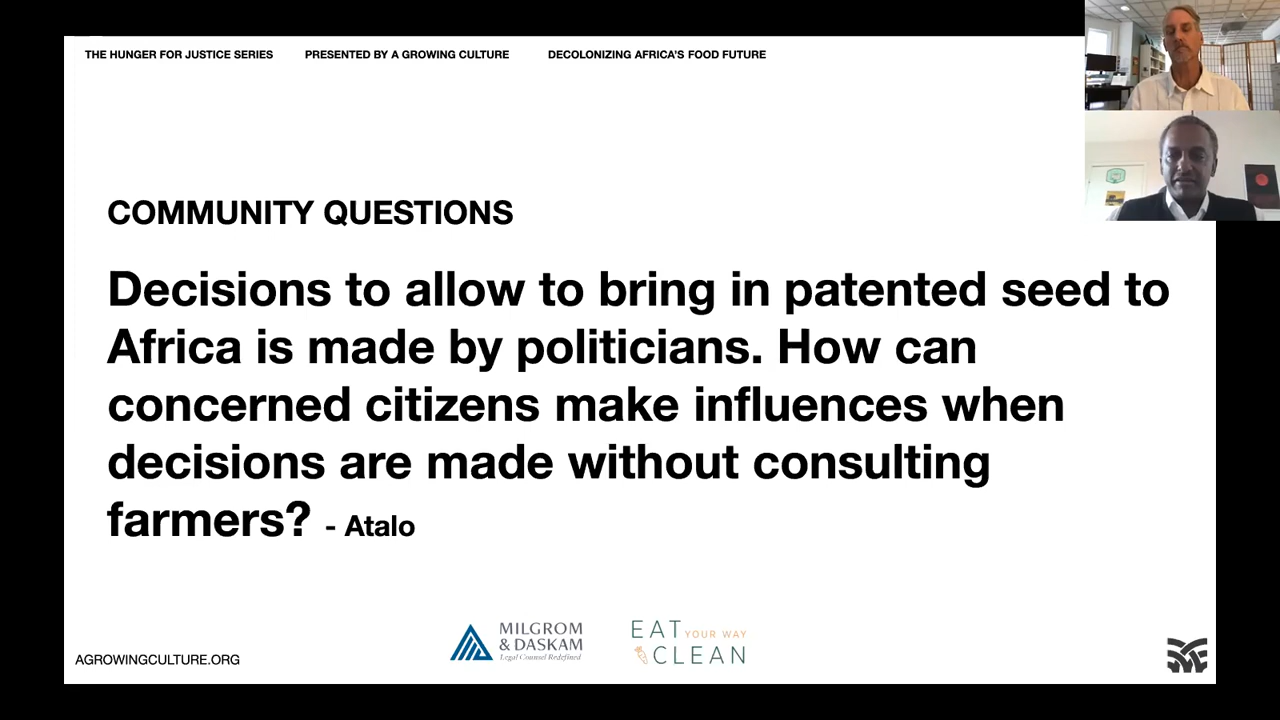 THE HUNGER FOR JUSTICE SERIES PRESENTED BY A GROWING CULTURE DECOLONIZING AFRICA'S FOOD FUTURE
COMMUNITY QUESTIONS
Decisions to allow to bring in patented seed to
Africa is made by politicians. How can
concerned citizens make influences when
decisions are made without consulting
farmers? - Atalo
AGROWINGCULTURE.ORG
MILGROM
& DASKAM
Legal Counsel Redefined
EAT YOUR WAY
CLEAN